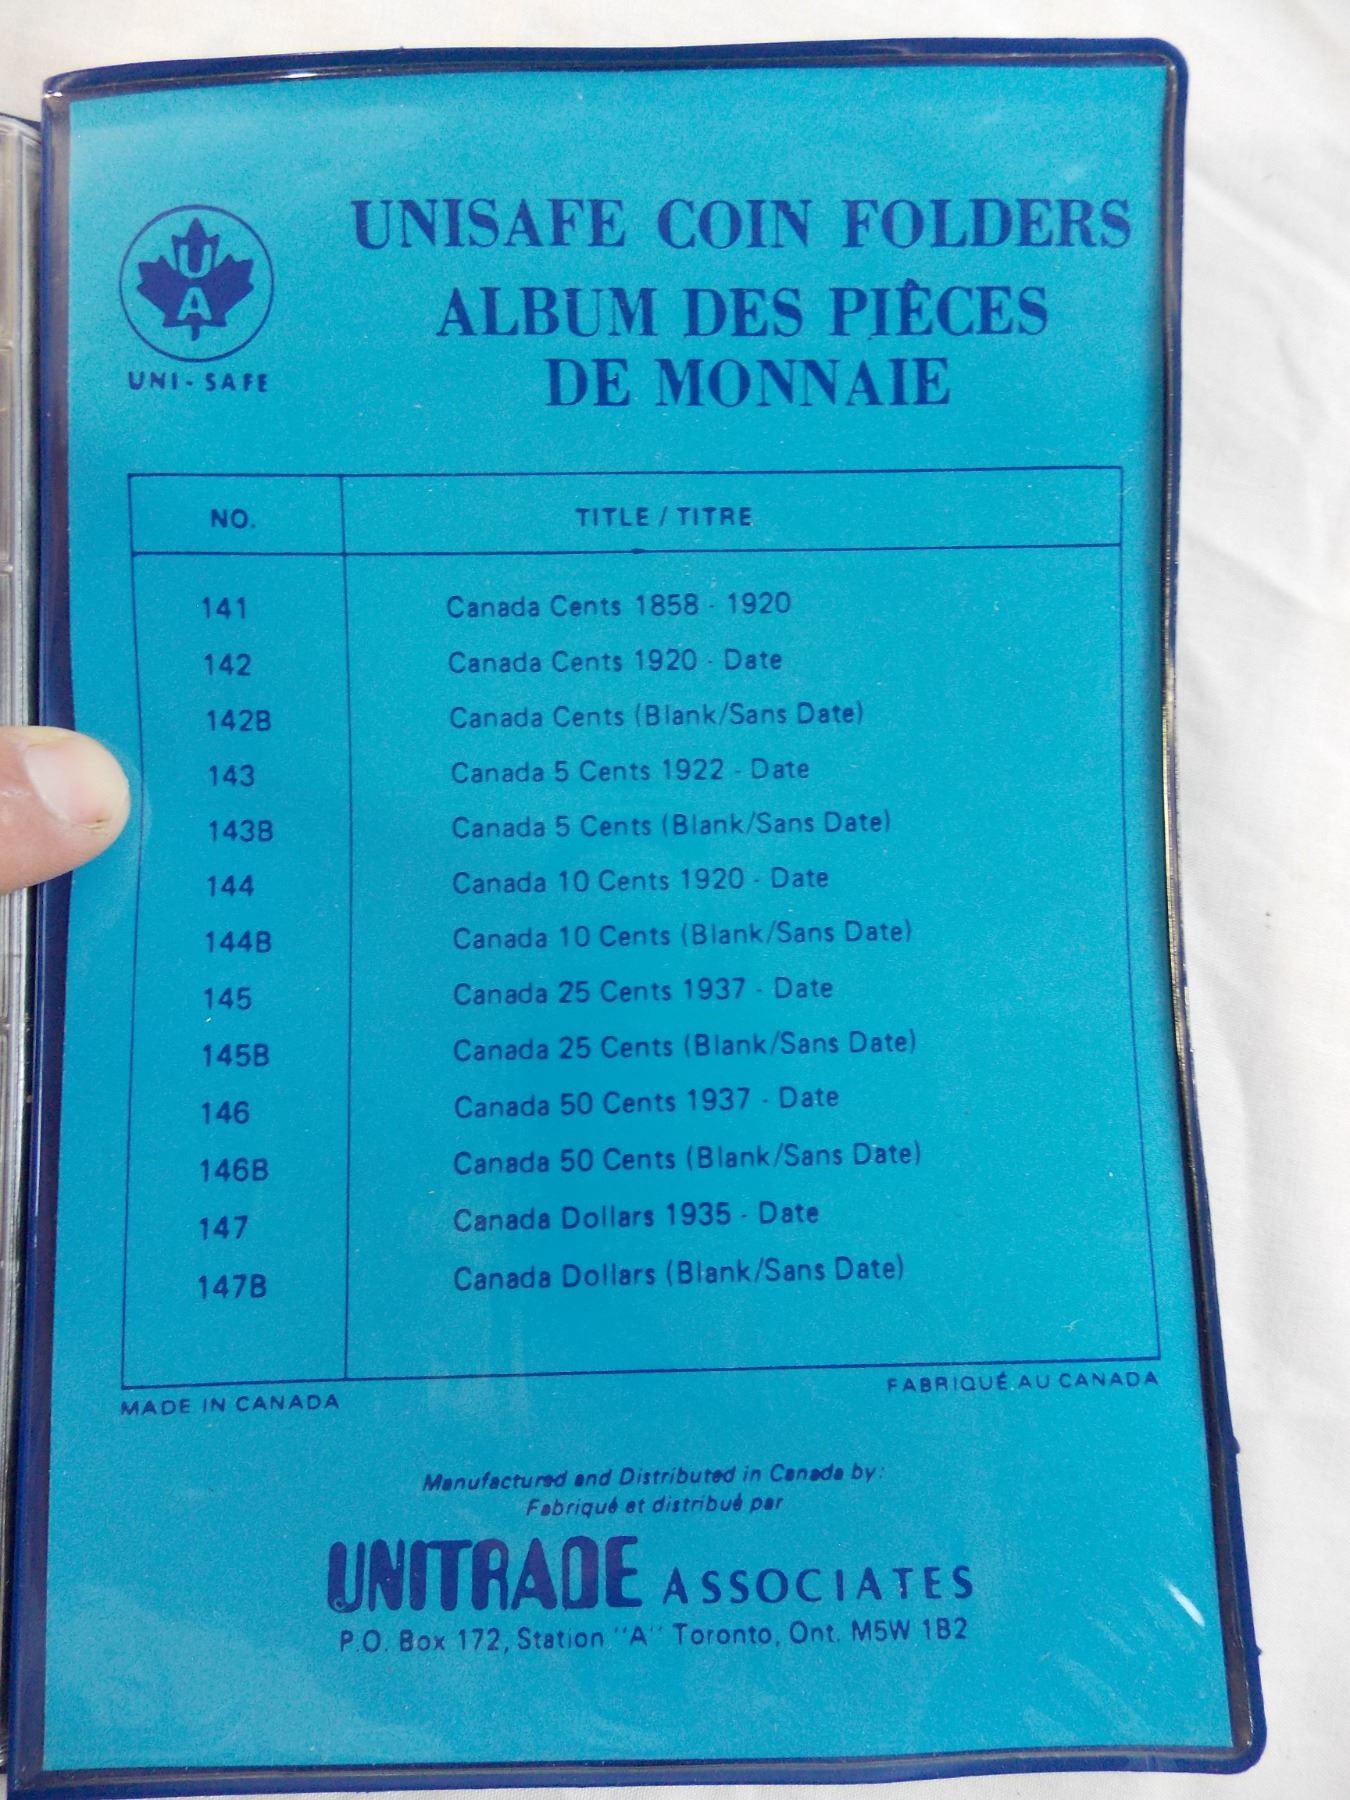 U
A
UNI-SAFE
UNISAFE COIN FOLDERS
ALBUM DES PIÊCES
DE MONNAIE
NO. TITLE / TITRE
141 Canada Cents 1858 - 1920
142 Canada Cents 1920 - Date
142B Canada Cents (Blank/Sans Date)
143 Canada 5 Cents 1922 - Date
143B Canada 5 Cents (Blank/Sans Date)
144 Canada 10 Cents 1920 - Date
144B Canada 10 Cents (Blank/Sans Date)
145 Canada 25 Cents 1937 - Date
145B Canada 25 Cents (Blank/Sans Date)
146 Canada 50 Cents 1937 - Date
146B Canada 50 Cents (Blank/Sans Date)
147 Canada Dollars 1935 - Date
147B Canada Dollars (Blank/Sans Date)
MADE IN CANADA FABRIQUÉ AU CANADA
Manufactured and Distributed in Canada by:
Fabriqué et distribué par
UNITRADE ASSOCIATES
P.O. Box 172, Station "A" Toronto, Ont. M5W 1B2